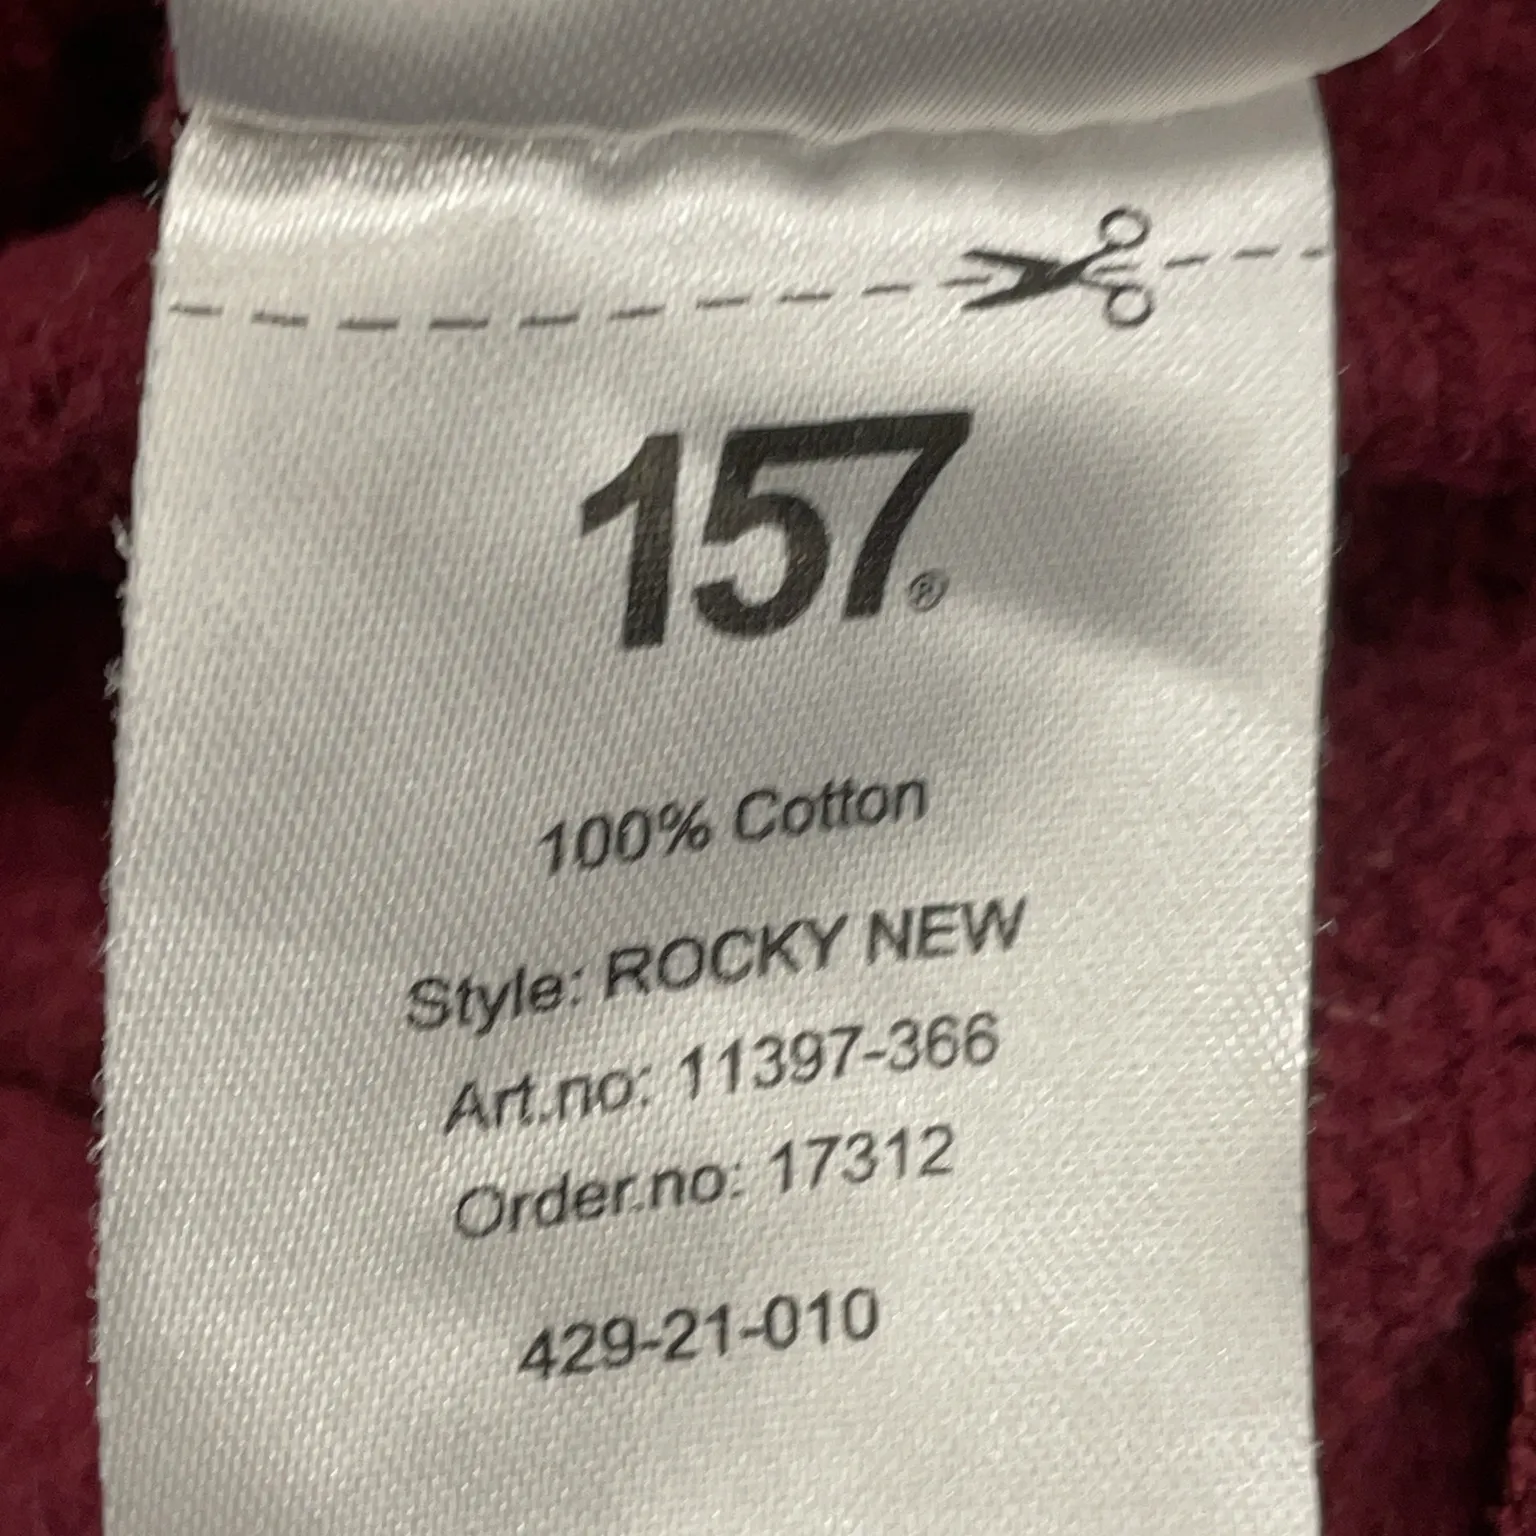 157®
100% Cotton
Style: ROCKY NEW
Art.no: 11397-366
Order.no: 17312
429-21-010